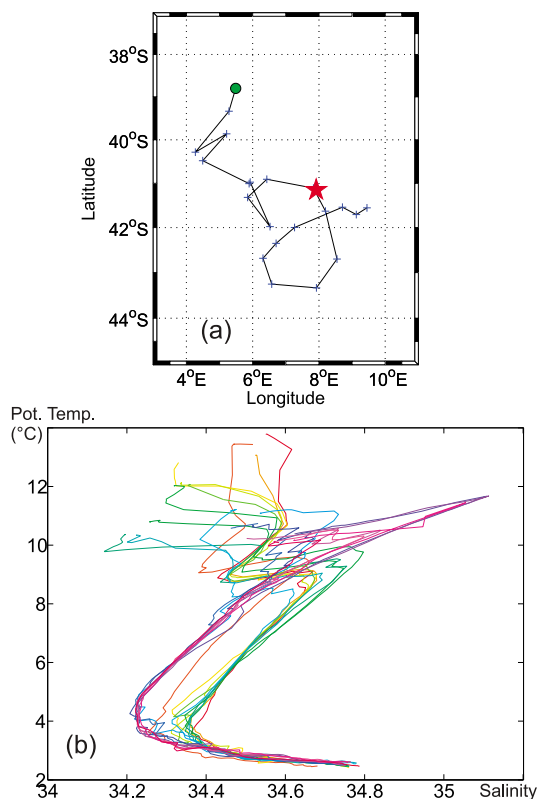 38°S
40°S
42°S
44°S
Latitude
(a)
4°E 6°E 8°E 10°E
Longitude
Pot. Temp.
(°C)
12
10
8
6
4
2
(b)
34 34.2 34.4 34.6 34.8 35 Salinity